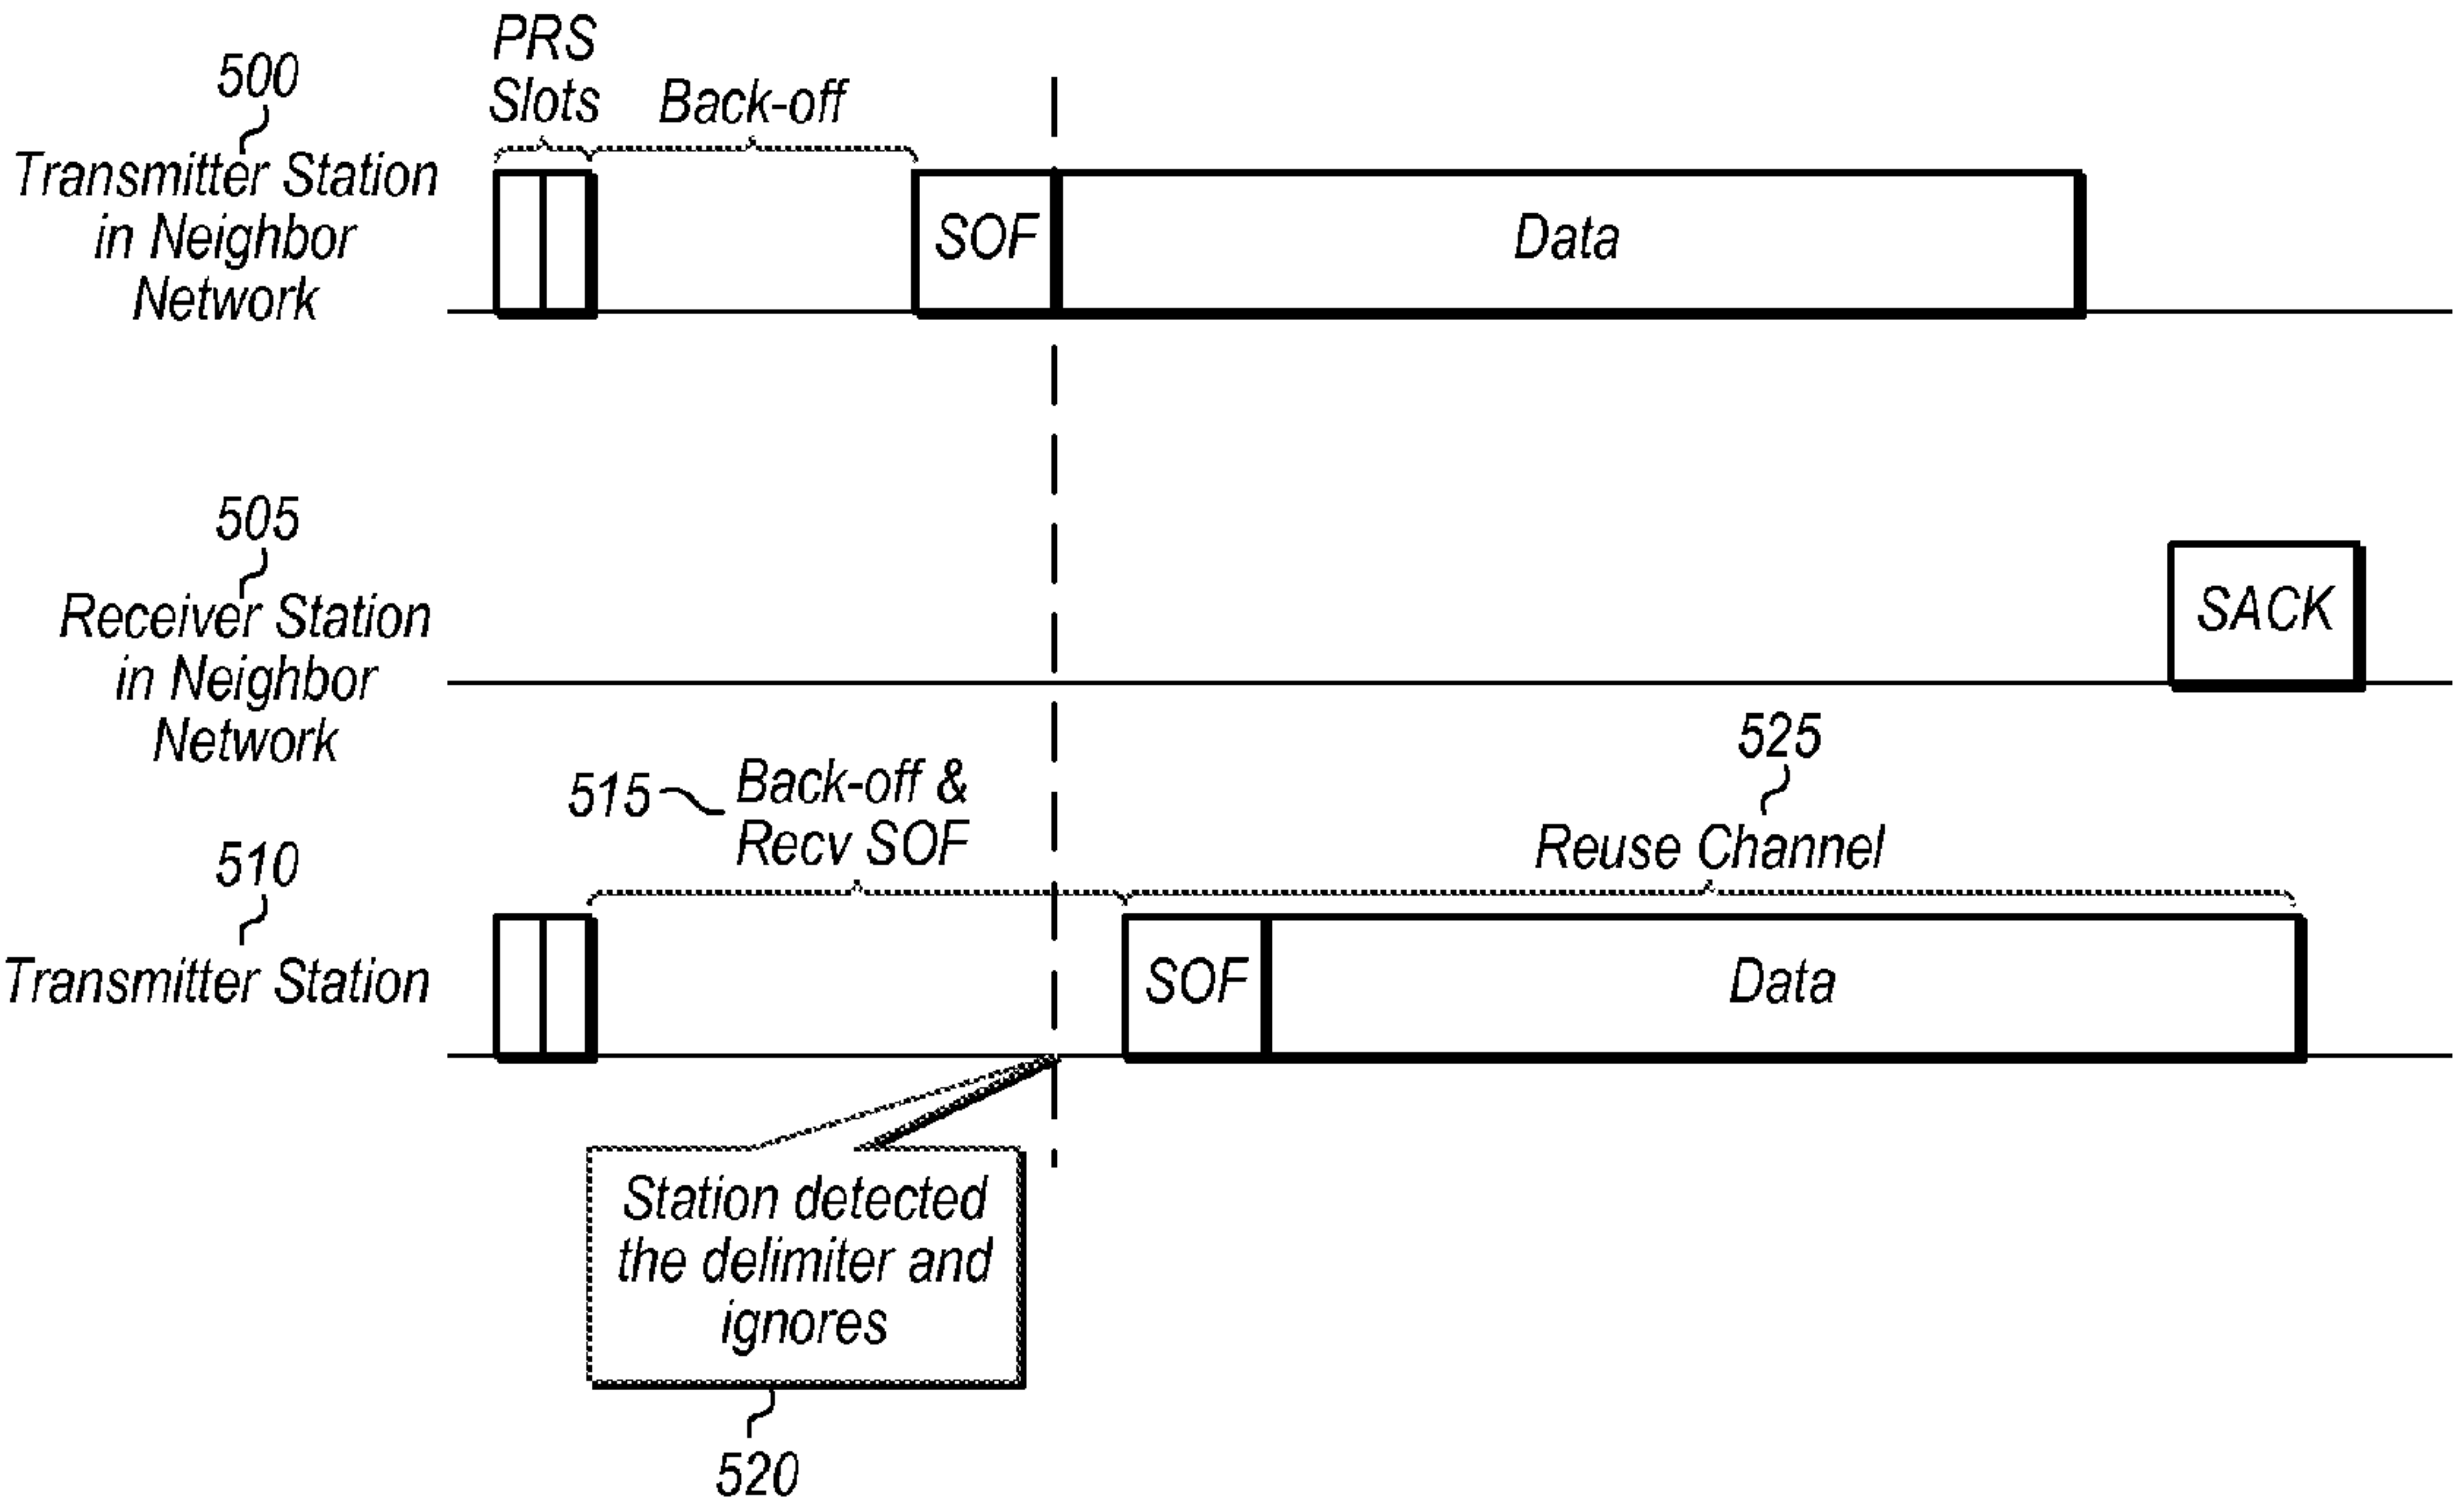 PRS
Slots
Back-off
500
Transmitter Station
in Neighbor
Network
SOF
Data
505
Receiver Station
in Neighbor
Network
SACK
525
Reuse Channel
515
Back-off &
Recv SOF
510
Transmitter Station
SOF
Data
Station detected
the delimiter and
ignores
520